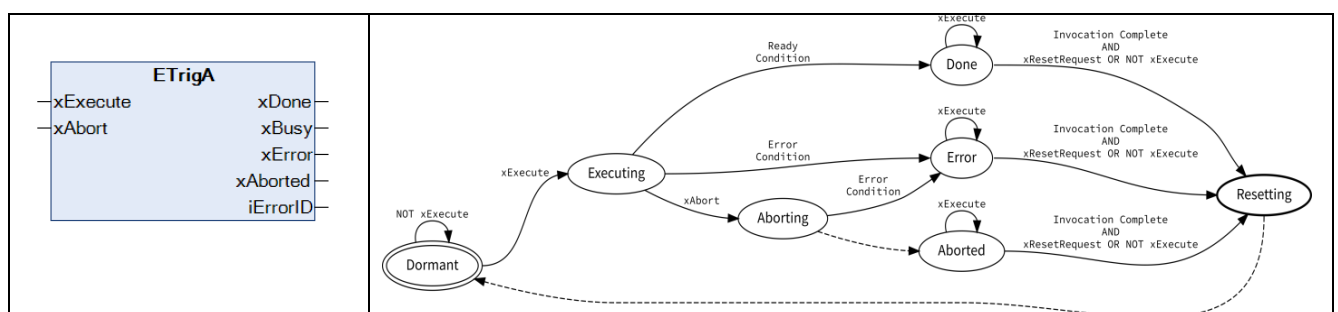 ETrigA
xExecute
xDone
xAbort
xBusy
xError
xAborted
iErrorID
xExecute
Ready
Condition
Done
Invocation Complete
AND
xResetRequest OR NOT xExecute
xExecute
Error
Condition
Error
Invocation Complete
AND
xResetRequest OR NOT xExecute
xExecute
Executing
Error
Condition
xAbort
Aborting
Resetting
NOT xExecute
Dormant
xExecute
Aborted
Invocation Complete
AND
xResetRequest OR NOT xExecute